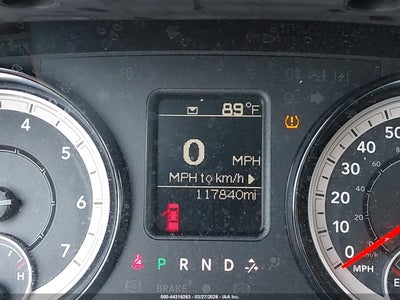 89°F
0 MPH
MPH to km/h
117840mi
P R N D
BRAKE
4
5
6
7
H
50
40
30
20
10
0
MPH
E
© 44316263 - 03/27/2026 - IAA Inc.